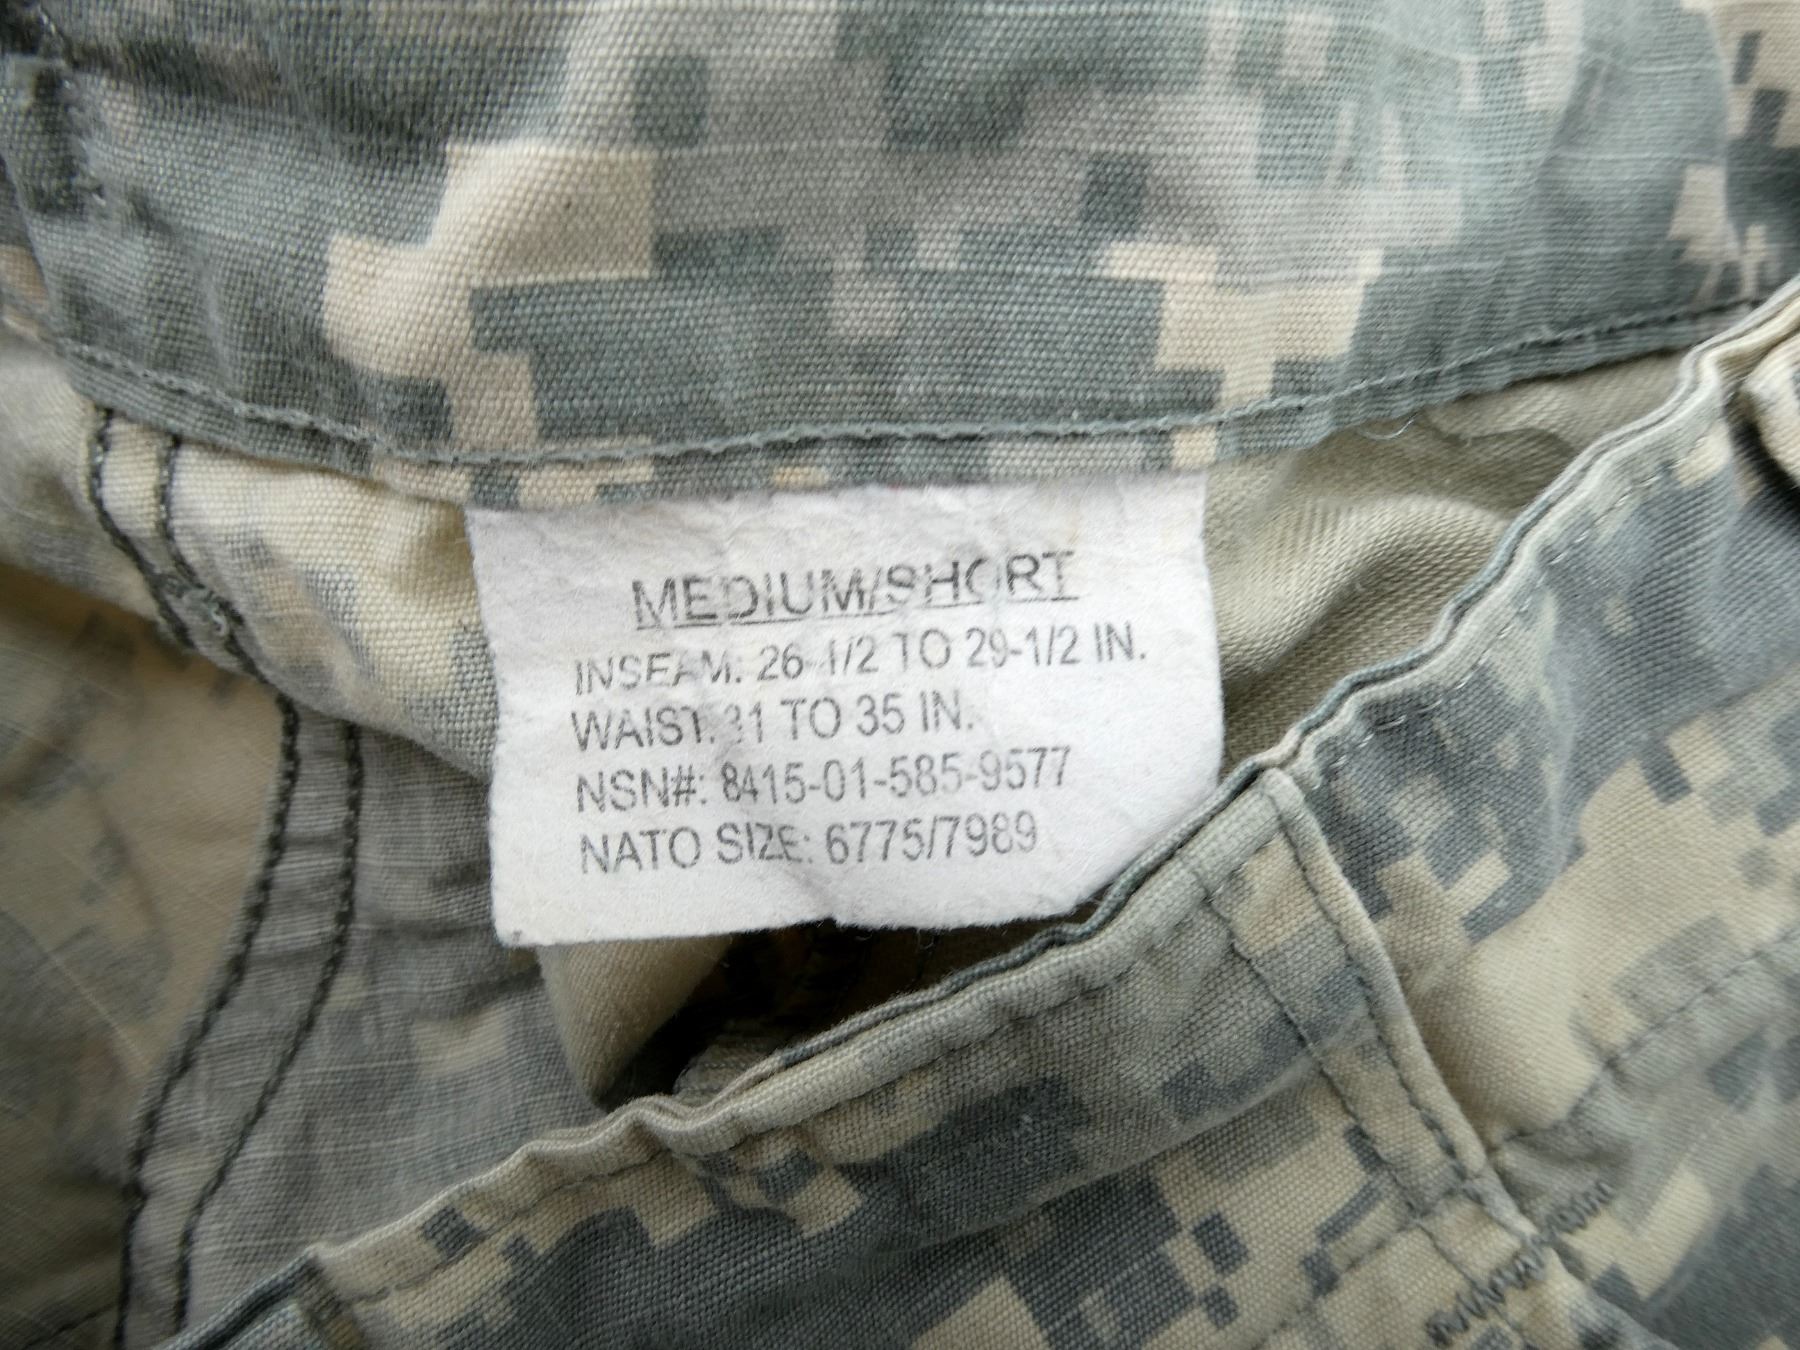 MEDIUM/SHORT
INSEAM: 26-1/2 TO 29-1/2 IN.
WAIST: 31 TO 35 IN.
NSN#: 8415-01-585-9577
NATO SIZE: 6775/7989